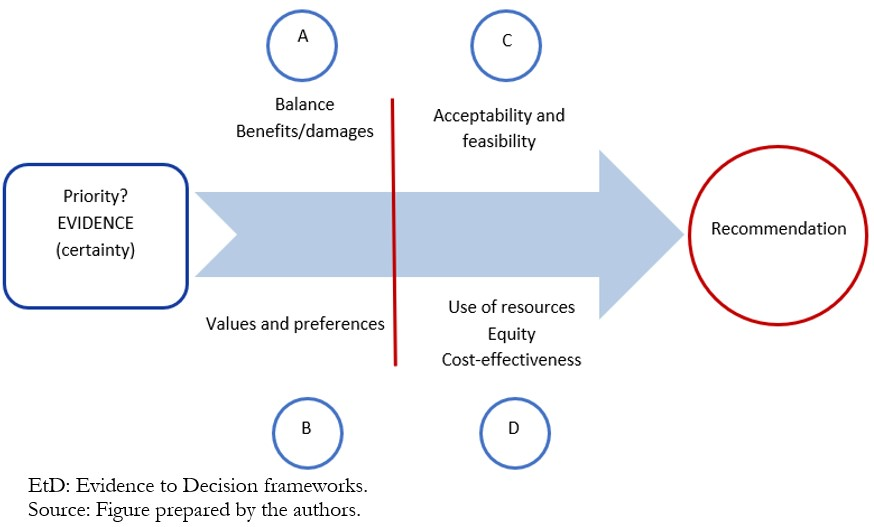 A
C
Balance
Benefits/damages
Acceptability and
feasibility
Priority?
EVIDENCE
(certainty)
Recommendation
Values and preferences
Use of resources
Equity
Cost-effectiveness
B
D
EtD: Evidence to Decision frameworks.
Source: Figure prepared by the authors.